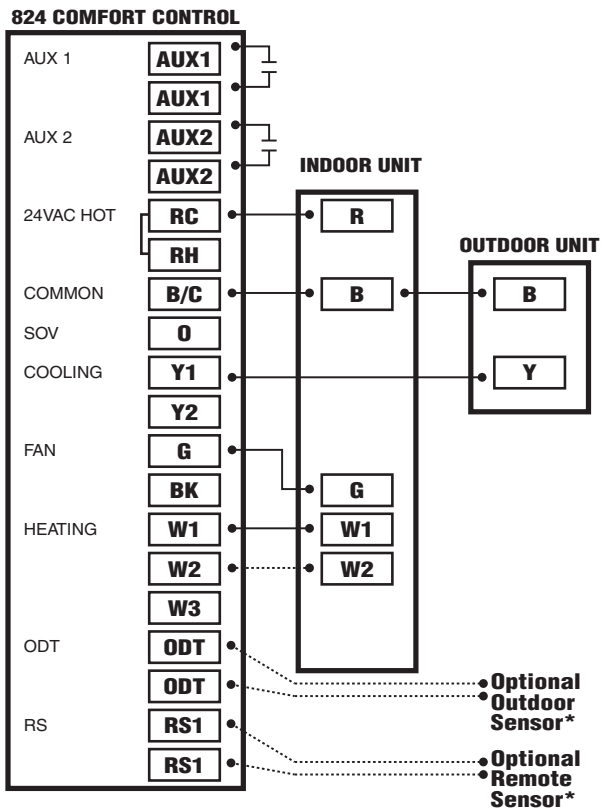 824 COMFORT CONTROL
AUX 1 AUX1
AUX1
AUX 2 AUX2
AUX2
INDOOR UNIT
24VAC HOT RC R
RH
OUTDOOR UNIT
COMMON B/C B B
SOV O
COOLING Y1 Y
Y2
FAN G
BK G
HEATING W1 W1
W2 W2
W3
ODT ODT
ODT
Optional
Outdoor
Sensor*
RS RS1
RS1
Optional
Remote
Sensor*